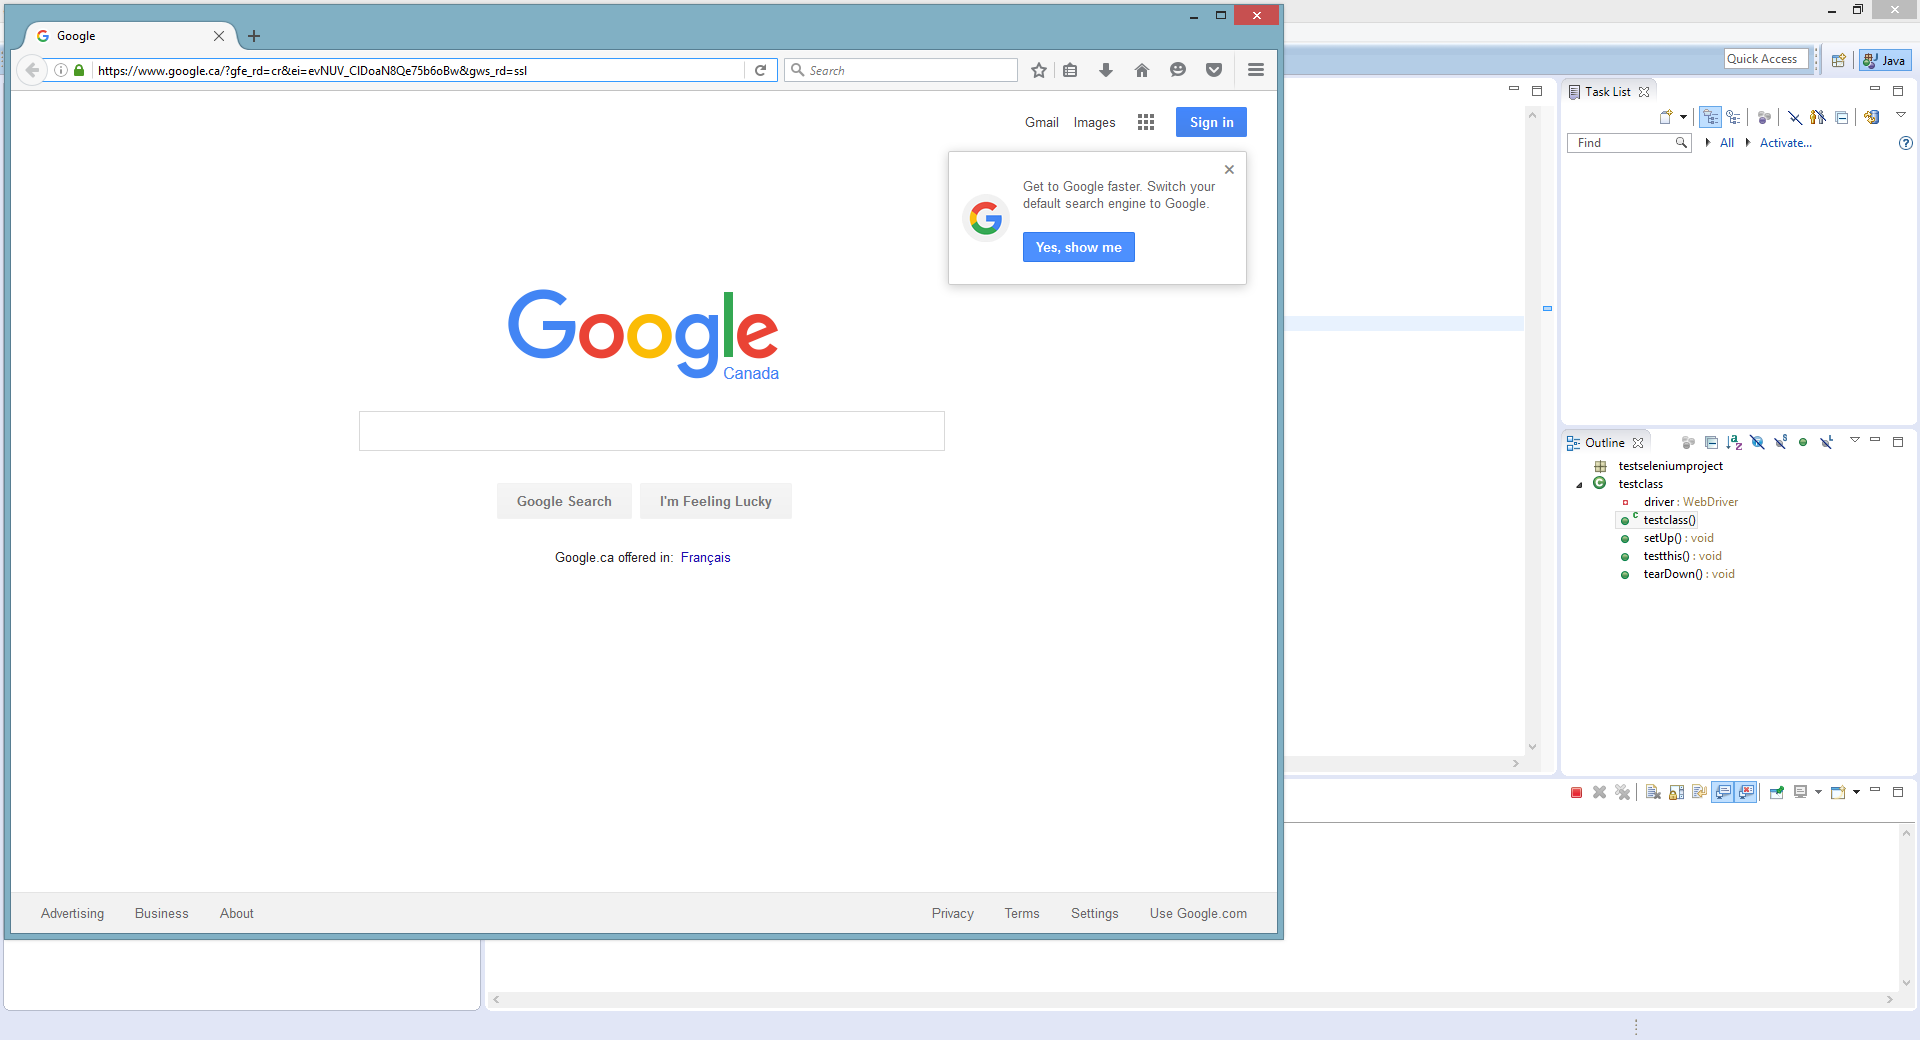 Google
https://www.google.ca/?gfe_rd=cr&ei=evNUV_CIDoaN8Qe75b6oBw&gws_rd=ssl
Search
Gmail Images Sign in
Get to Google faster. Switch your
default search engine to Google.
Yes, show me
Google
Canada
Google Search I'm Feeling Lucky
Google.ca offered in: Français
Advertising Business About Privacy Terms Settings Use Google.com
Quick Access Java
Task List
Find All Activate...
Outline
testseleniumproject
testclass
driver : WebDriver
testclass()
setUp() : void
testthis() : void
tearDown() : void